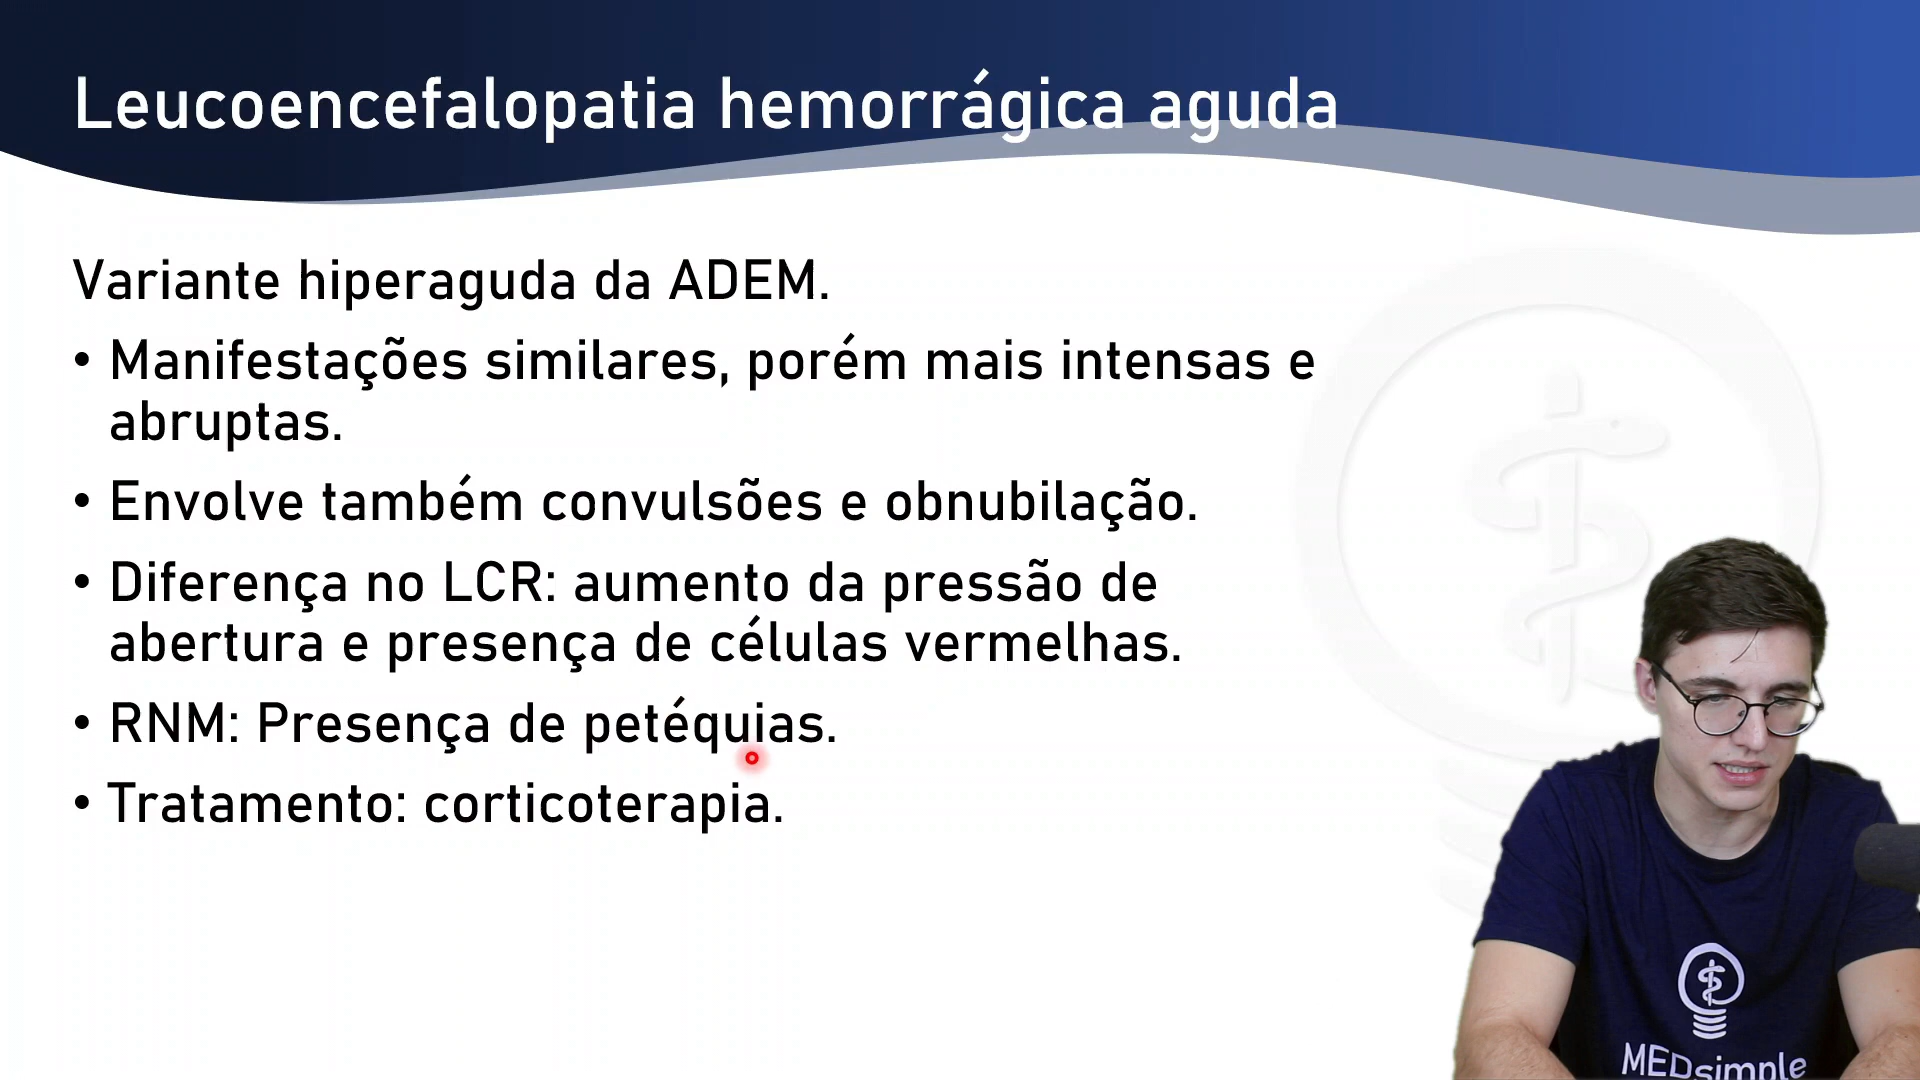 Leucoencefalopatia hemorrágica aguda
Variante hiperaguda da ADEM.
• Manifestações similares, porém mais intensas e
abruptas.
• Envolve também convulsões e obnubilação.
• Diferença no LCR: aumento da pressão de
abertura e presença de células vermelhas.
• RNM: Presença de petéquias.
• Tratamento: corticoterapia.
MEDsimple